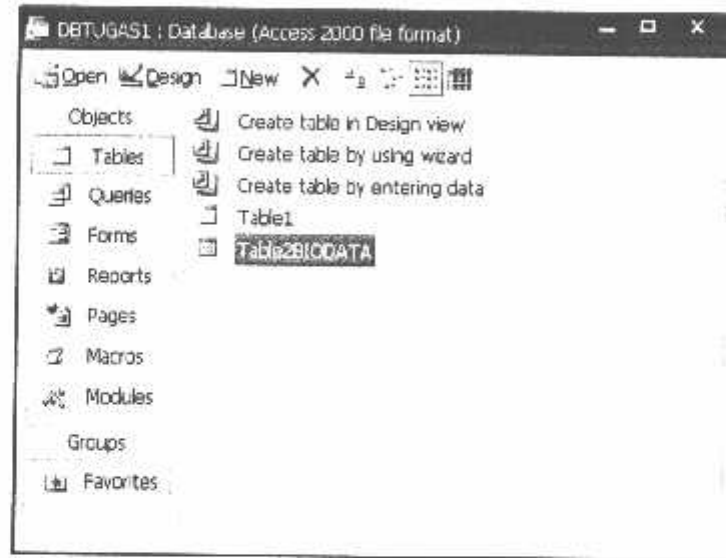 DBTUGAS1 : Database (Access 2000 file format)
Open Design New
Objects
Tables
Queries
Forms
Reports
Pages
Macros
Modules
Groups
Favorites
Create table in Design view
Create table by using wizard
Create table by entering data
Table1
Table2BIODATA